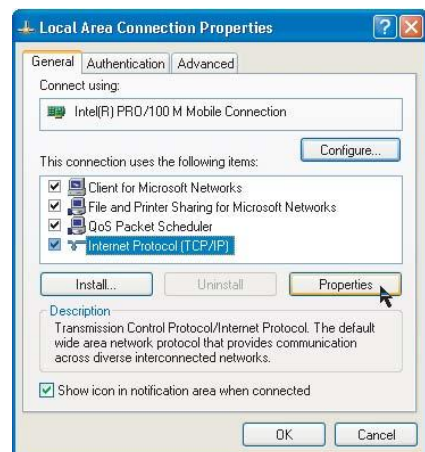 Local Area Connection Properties
General Authentication Advanced
Connect using:
Intel(R) PRO/100 M Mobile Connection
Configure...
This connection uses the following items:
Client for Microsoft Networks
File and Printer Sharing for Microsoft Networks
QoS Packet Scheduler
Internet Protocol (TCP/IP)
Install... Uninstall Properties
Description
Transmission Control Protocol/Internet Protocol. The default
wide area network protocol that provides communication
across diverse interconnected networks.
Show icon in notification area when connected
OK Cancel